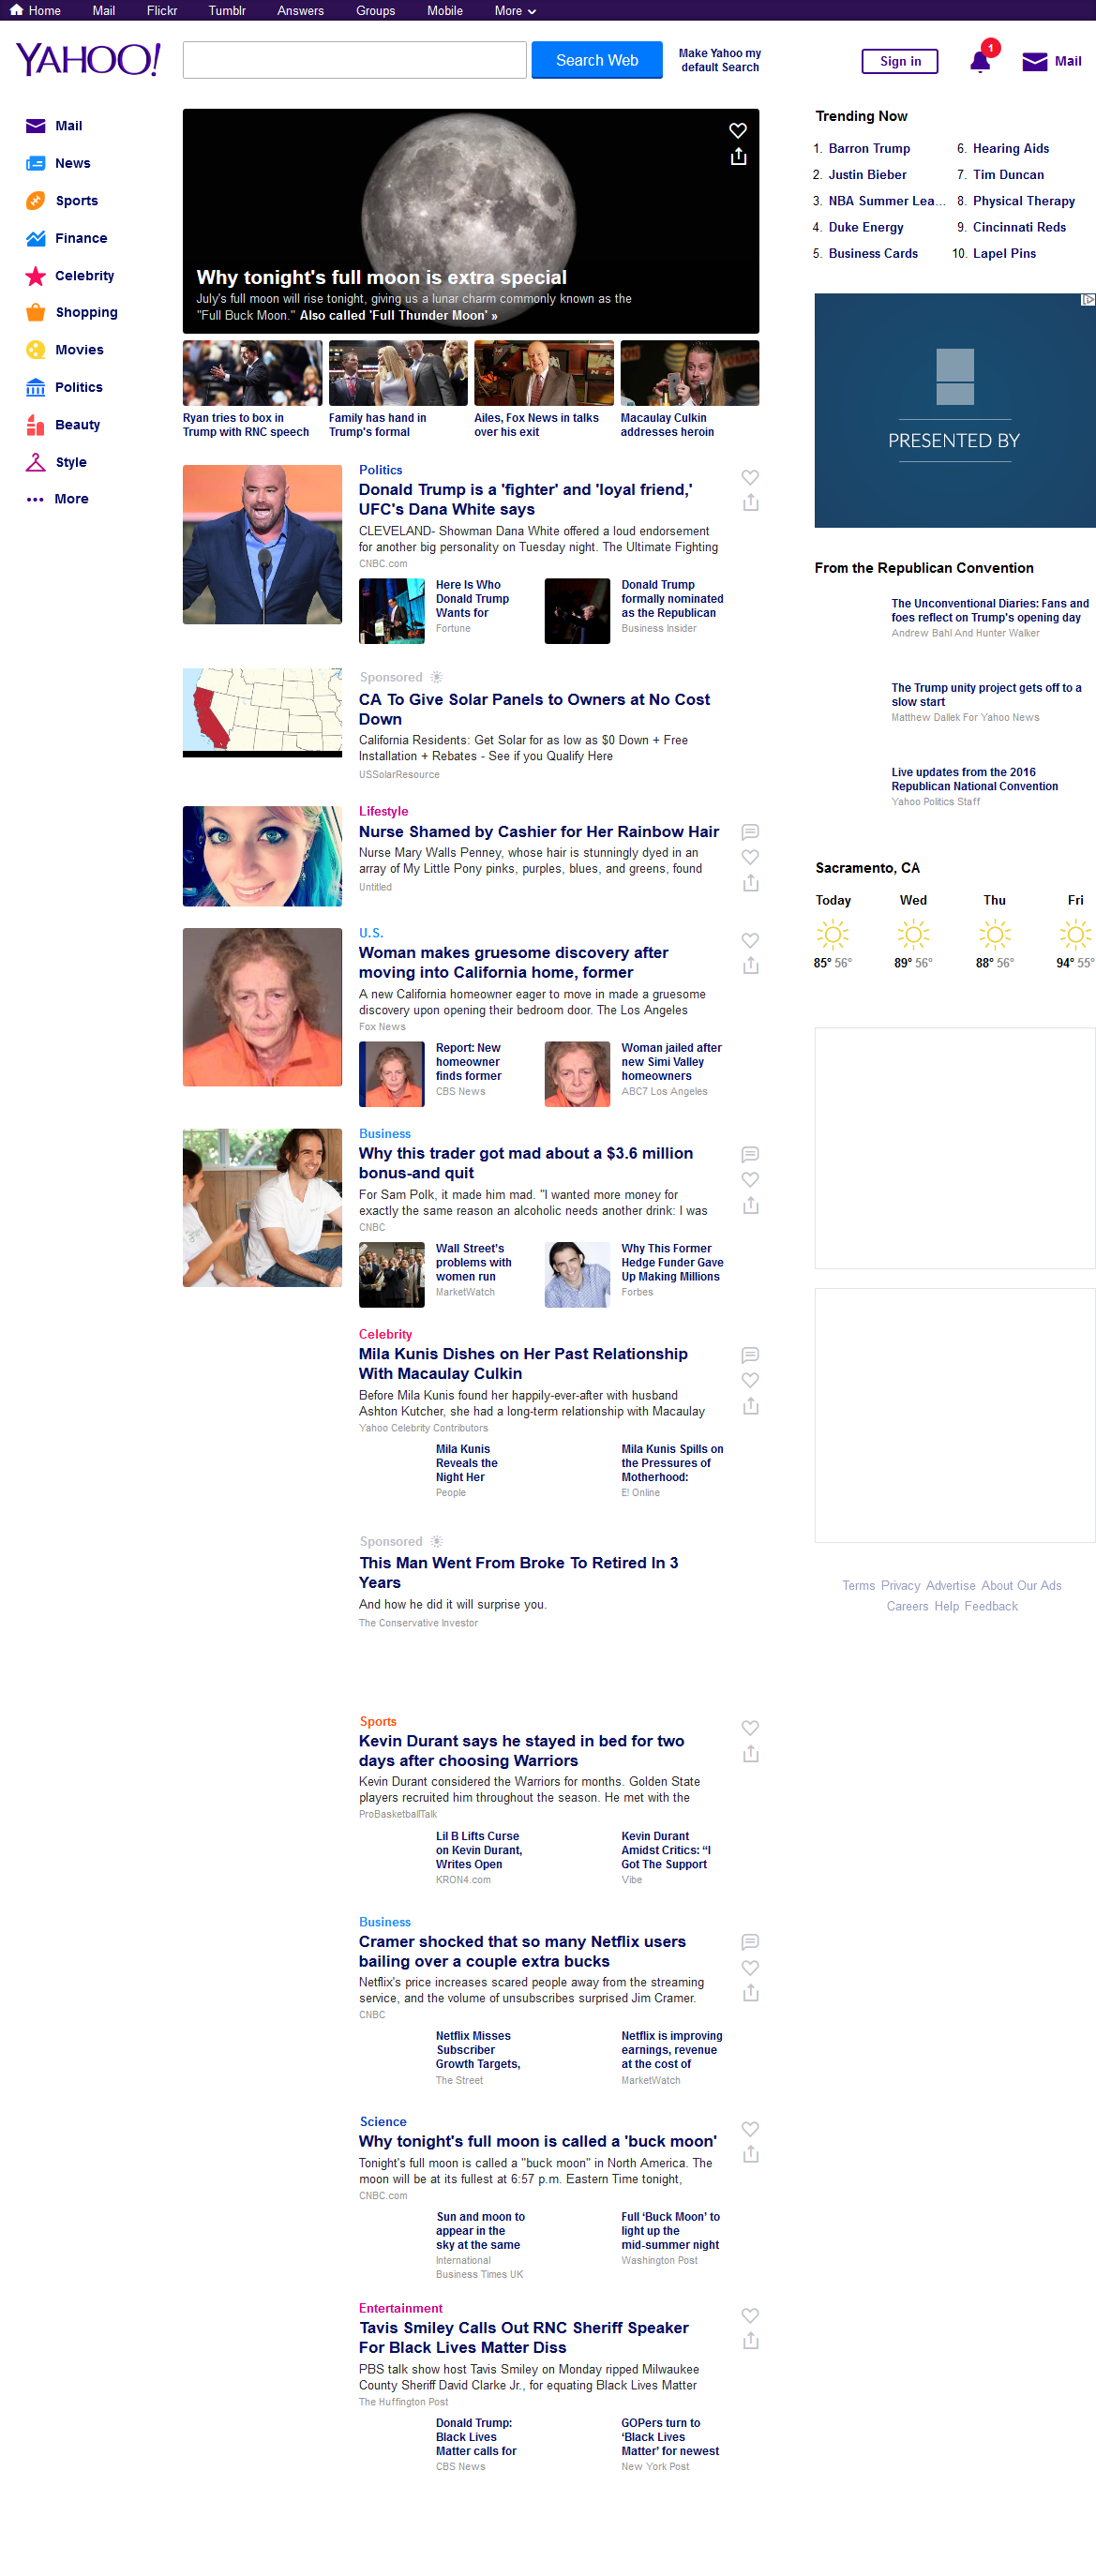 Home Mail Flickr Tumblr Answers Groups Mobile More
YAHOO!
Search Web
Make Yahoo my
default Search
Sign in
1
Mail
Mail
News
Sports
Finance
Celebrity
Shopping
Movies
Politics
Beauty
Style
More
Why tonight's full moon is extra special
July's full moon will rise tonight, giving us a lunar charm commonly known as the
"Full Buck Moon." Also called 'Full Thunder Moon' »
Ryan tries to box in
Trump with RNC speech
Family has hand in
Trump's formal
Ailes, Fox News in talks
over his exit
Macaulay Culkin
addresses heroin
Politics
Donald Trump is a 'fighter' and 'loyal friend,'
UFC's Dana White says
CLEVELAND- Showman Dana White offered a loud endorsement
for another big personality on Tuesday night. The Ultimate Fighting
CNBC.com
Here Is Who
Donald Trump
Wants for
Fortune
Donald Trump
formally nominated
as the Republican
Business Insider
Sponsored
CA To Give Solar Panels to Owners at No Cost
Down
California Residents: Get Solar for as low as $0 Down + Free
Installation + Rebates - See if you Qualify Here
USSolarResource
Lifestyle
Nurse Shamed by Cashier for Her Rainbow Hair
Nurse Mary Walls Penney, whose hair is stunningly dyed in an
array of My Little Pony pinks, purples, blues, and greens, found
Untitled
U.S.
Woman makes gruesome discovery after
moving into California home, former
A new California homeowner eager to move in made a gruesome
discovery upon opening their bedroom door. The Los Angeles
Fox News
Report: New
homeowner
finds former
CBS News
Woman jailed after
new Simi Valley
homeowners
ABC7 Los Angeles
Business
Why this trader got mad about a $3.6 million
bonus-and quit
For Sam Polk, it made him mad. "I wanted more money for
exactly the same reason an alcoholic needs another drink: I was
CNBC
Wall Street's
problems with
women run
MarketWatch
Why This Former
Hedge Funder Gave
Up Making Millions
Forbes
Celebrity
Mila Kunis Dishes on Her Past Relationship
With Macaulay Culkin
Before Mila Kunis found her happily-ever-after with husband
Ashton Kutcher, she had a long-term relationship with Macaulay
Yahoo Celebrity Contributors
Mila Kunis
Reveals the
Night Her
People
Mila Kunis Spills on
the Pressures of
Motherhood:
E! Online
Sponsored
This Man Went From Broke To Retired In 3
Years
And how he did it will surprise you.
The Conservative Investor
Sports
Kevin Durant says he stayed in bed for two
days after choosing Warriors
Kevin Durant considered the Warriors for months. Golden State
players recruited him throughout the season. He met with the
ProBasketballTalk
Lil B Lifts Curse
on Kevin Durant,
Writes Open
KRON4.com
Kevin Durant
Amidst Critics: “I
Got The Support
Vibe
Business
Cramer shocked that so many Netflix users
bailing over a couple extra bucks
Netflix's price increases scared people away from the streaming
service, and the volume of unsubscribes surprised Jim Cramer.
CNBC
Netflix Misses
Subscriber
Growth Targets,
The Street
Netflix is improving
earnings, revenue
at the cost of
MarketWatch
Science
Why tonight's full moon is called a 'buck moon'
Tonight's full moon is called a "buck moon" in North America. The
moon will be at its fullest at 6:57 p.m. Eastern Time tonight,
CNBC.com
Sun and moon to
appear in the
sky at the same
International
Business Times UK
Full ‘Buck Moon’ to
light up the
mid-summer night
Washington Post
Entertainment
Tavis Smiley Calls Out RNC Sheriff Speaker
For Black Lives Matter Diss
PBS talk show host Tavis Smiley on Monday ripped Milwaukee
County Sheriff David Clarke Jr., for equating Black Lives Matter
The Huffington Post
Donald Trump:
Black Lives
Matter calls for
CBS News
GOPers turn to
‘Black Lives
Matter’ for newest
New York Post
Trending Now
1. Barron Trump
2. Justin Bieber
3. NBA Summer Lea...
4. Duke Energy
5. Business Cards
6. Hearing Aids
7. Tim Duncan
8. Physical Therapy
9. Cincinnati Reds
10. Lapel Pins
PRESENTED BY
From the Republican Convention
The Unconventional Diaries: Fans and
foes reflect on Trump's opening day
Andrew Bahl And Hunter Walker
The Trump unity project gets off to a
slow start
Matthew Dallek For Yahoo News
Live updates from the 2016
Republican National Convention
Yahoo Politics Staff
Sacramento, CA
Today Wed Thu Fri
85° 56° 89° 56° 88° 56° 94° 55°
Terms Privacy Advertise About Our Ads
Careers Help Feedback